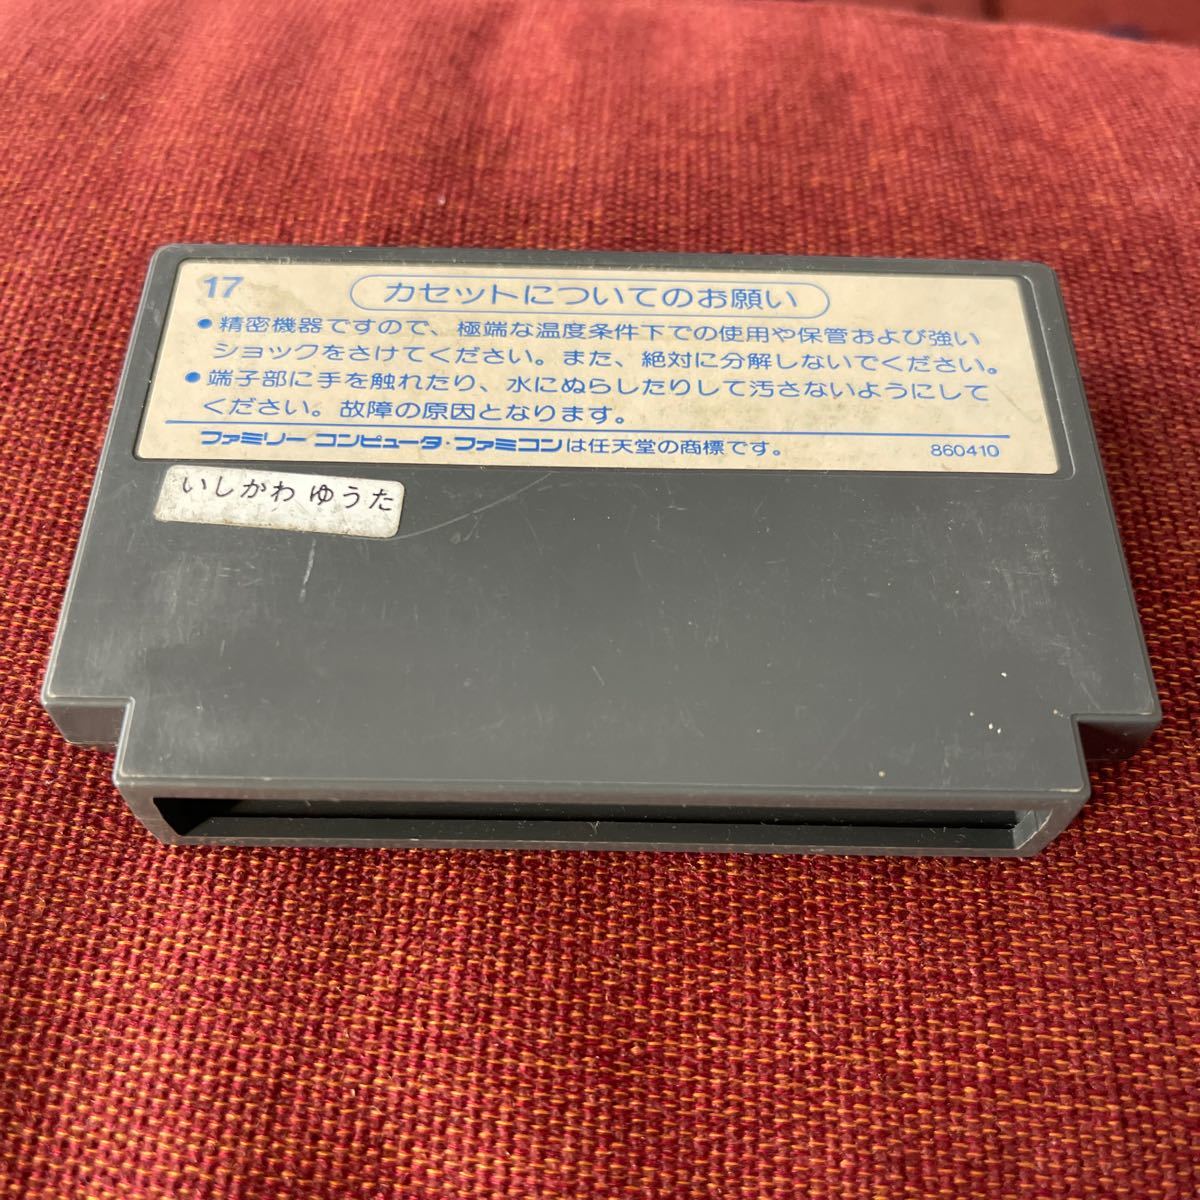 17
カセットについてのお願い
●精密機器ですので、極端な温度条件下での使用や保管および強い
ショックをさけてください。また、絶対に分解しないでください。
●端子部に手を触れたり、水にぬらしたりして汚さないようにして
ください。故障の原因となります。
ファミリーコンピュータ・ファミコンは任天堂の商標です。 860410
いしかわ ゆうた